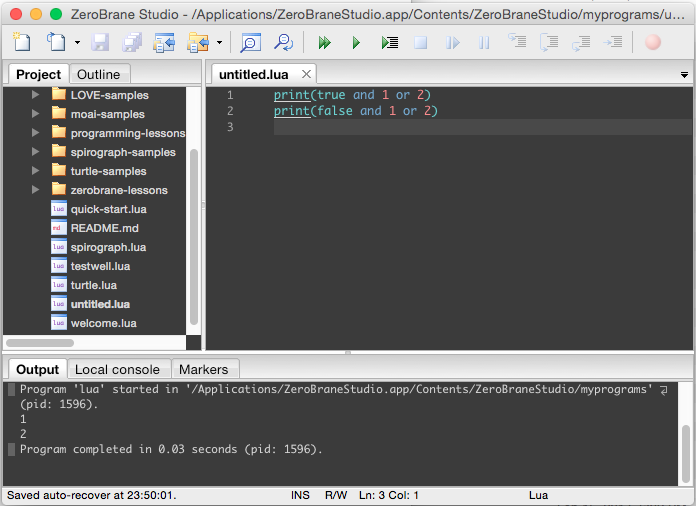 ZeroBrane Studio - /Applications/ZeroBraneStudio.app/Contents/ZeroBraneStudio/myprograms/u...
Project
Outline
LOVE-samples
moai-samples
programming-lessons
spirograph-samples
turtle-samples
zerobrane-lessons
lua quick-start.lua
md README.md
lua spirograph.lua
lua testwell.lua
lua turtle.lua
lua untitled.lua
lua welcome.lua
untitled.lua
1 print(true and 1 or 2)
2 print(false and 1 or 2)
3
Output
Local console
Markers
Program 'lua' started in '/Applications/ZeroBraneStudio.app/Contents/ZeroBraneStudio/myprograms'
(pid: 1596).
1
2
Program completed in 0.03 seconds (pid: 1596).
Saved auto-recover at 23:50:01.
INS
R/W
Ln: 3 Col: 1
Lua